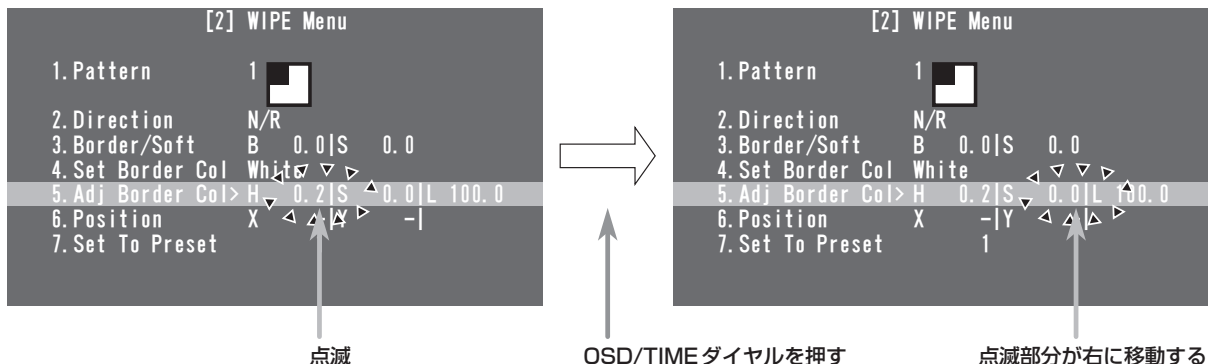 [2] WIPE Menu
1.Pattern 1
2.Direction N/R
3.Border/Soft B 0.0|S 0.0
4.Set Border Col White
5.Adj Border Col> H 0.2|S 0.0|L 100.0
6.Position X -|Y -|
7.Set To Preset
点滅
OSD/TIMEダイヤルを押す
[2] WIPE Menu
1.Pattern 1
2.Direction N/R
3.Border/Soft B 0.0|S 0.0
4.Set Border Col White
5.Adj Border Col> H 0.2|S 0.0|L 100.0
6.Position X -|Y |
7.Set To Preset 1
点滅部分が右に移動する